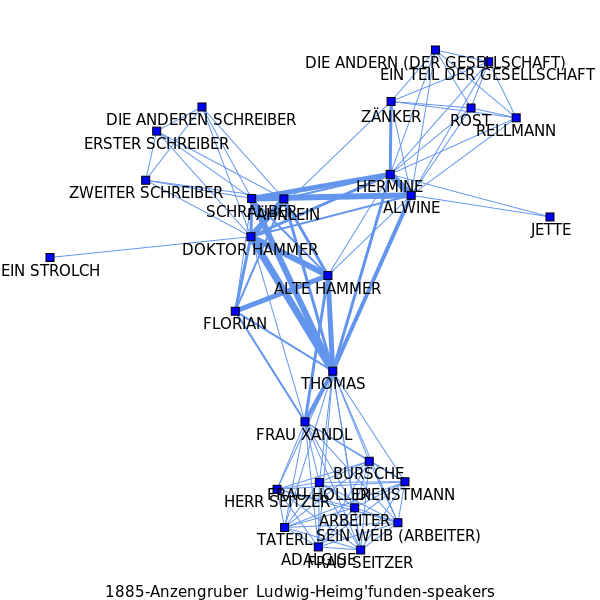 DIE ANDERN (DER GESELLSCHAFT)
EIN TEIL DER GESELLSCHAFT
ZÄNKER
ROST
RELLMANN
DIE ANDEREN SCHREIBER
ERSTER SCHREIBER
ZWEITER SCHREIBER
HERMINE
ALWINE
SCHRAUBER
FÄHNLEIN
JETTE
DOKTOR HAMMER
EIN STROLCH
ALTE HAMMER
FLORIAN
THOMAS
FRAU XANDL
BURSCHE
FRAU HOLLER
DIENSTMANN
HERR SEITZER
ARBEITER
SEIN WEIB (ARBEITER)
TATERL
ADALGISE
FRAU SEITZER
1885-Anzengruber_Ludwig-Heimg'funden-speakers